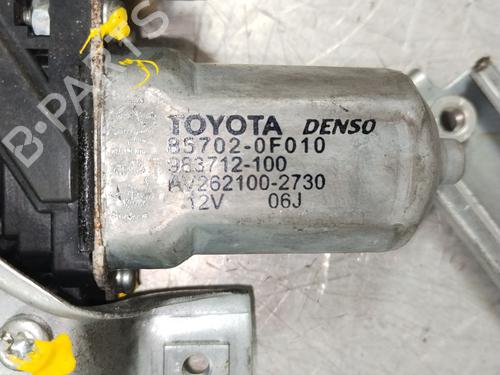 B-PARTS
TOYOTA DENSO
85702-0F010
983712-100
AV262100-2730
12V 06J